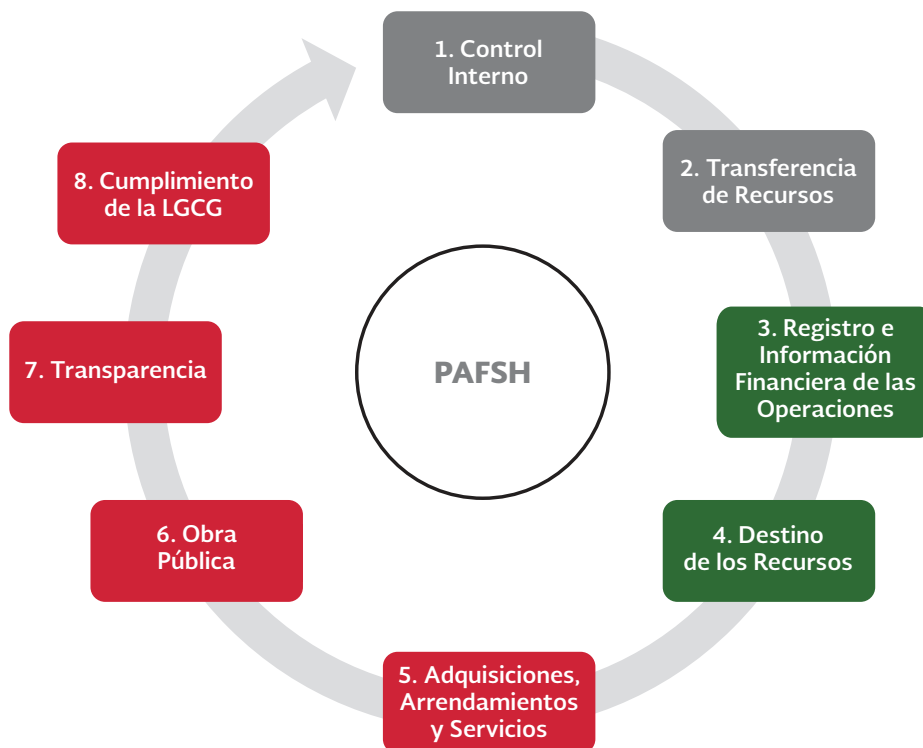 1. Control
Interno
2. Transferencia
de Recursos
3. Registro e
Información
Financiera de las
Operaciones
4. Destino
de los Recursos
5. Adquisiciones,
Arrendamientos
y Servicios
6. Obra
Pública
7. Transparencia
8. Cumplimiento
de la LGCG
PAFSH